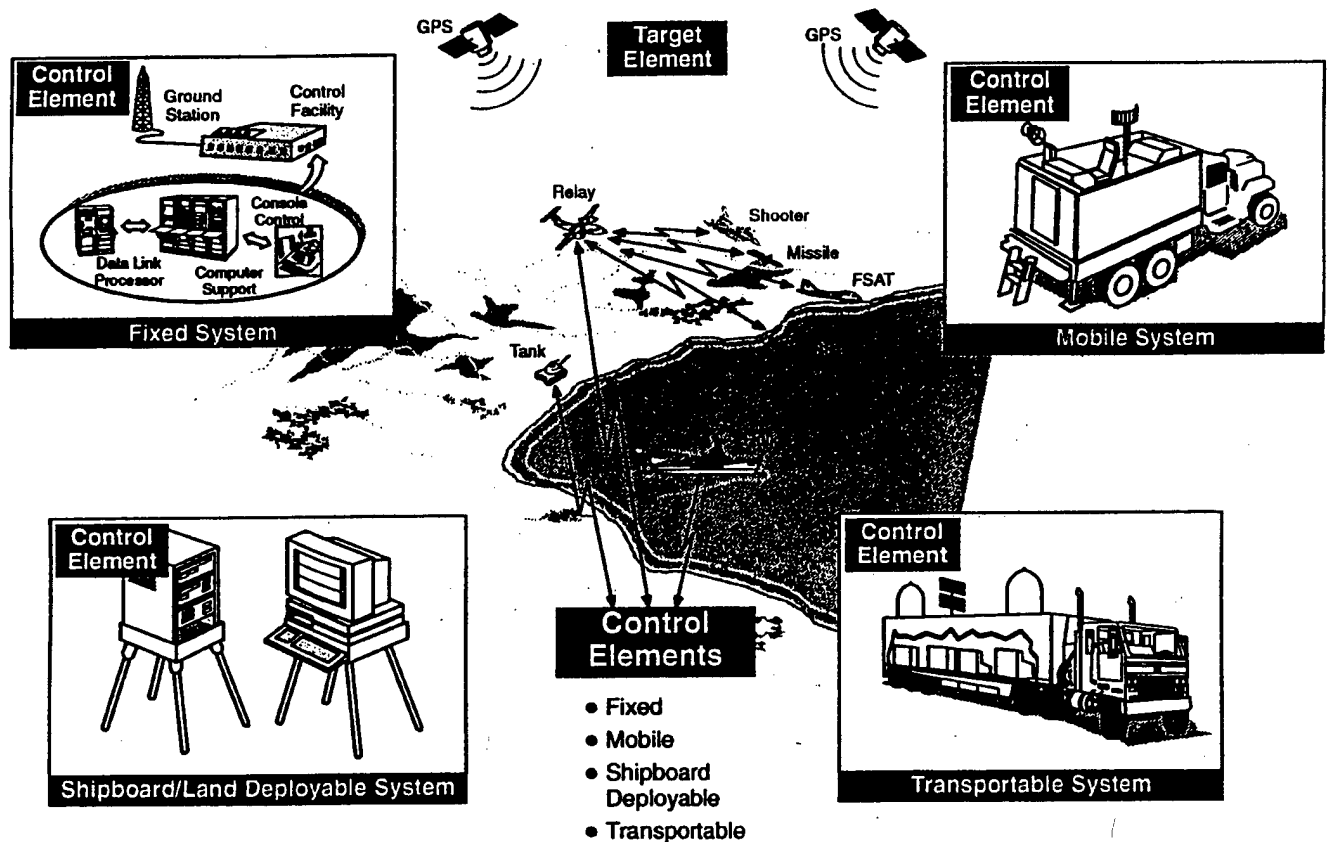 GPS
Target
Element
GPS
Control
Element
Ground
Station
Control
Facility
Console
Control
Data Link
Processor
Computer
Support
Fixed System
Control
Element
Mobile System
Relay
Shooter
Missile
FSAT
Tank
Control
Element
Shipboard/Land Deployable System
Control
Elements
• Fixed
• Mobile
• Shipboard
Deployable
• Transportable
Control
Element
Transportable System